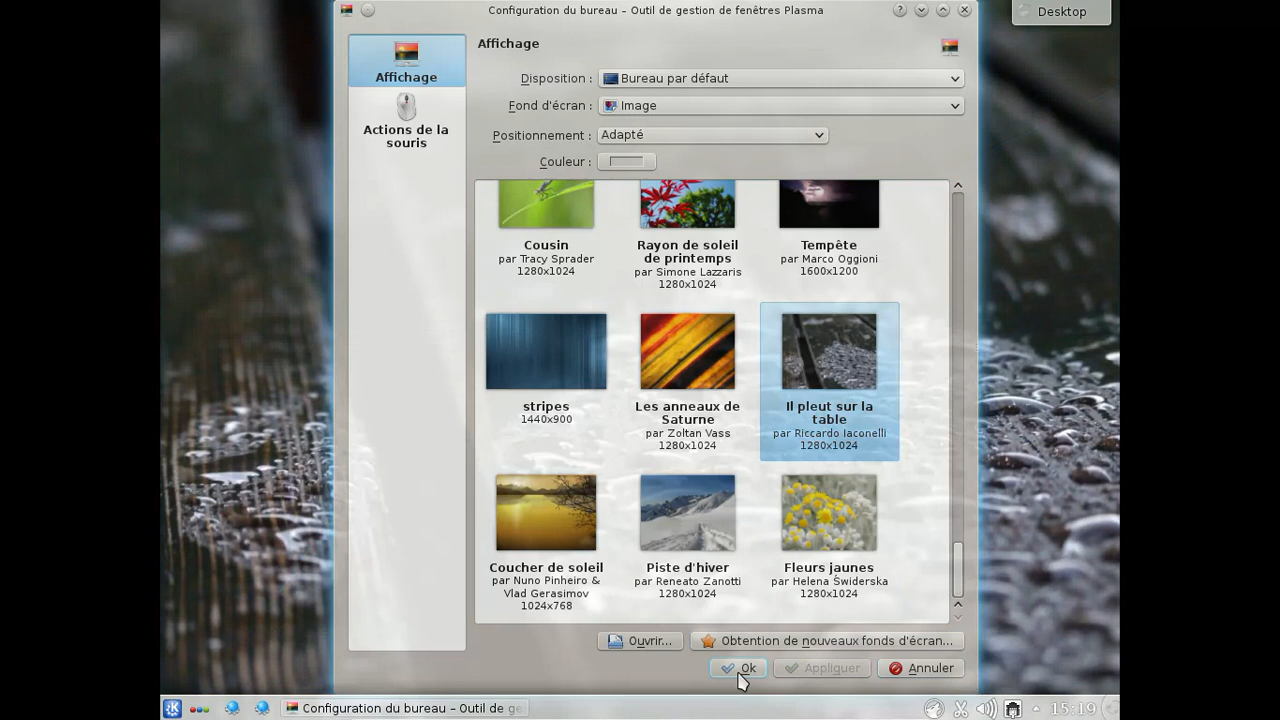 Configuration du bureau – Outil de gestion de fenêtres Plasma
Desktop
Affichage
Actions de la
souris
Affichage
Disposition :
Bureau par défaut
Fond d'écran :
Image
Positionnement :
Adapté
Couleur :
Cousin
par Tracy Sprader
1280x1024
Rayon de soleil
de printemps
par Simone Lazzaris
1280x1024
Tempête
par Marco Oggioni
1600x1200
stripes
1440x900
Les anneaux de
Saturne
par Zoltan Vass
1280x1024
Il pleut sur la
table
par Riccardo Iaconelli
1280x1024
Coucher de soleil
par Nuno Pinheiro &
Vlad Gerasimov
1024x768
Piste d'hiver
par Reneato Zanotti
1280x1024
Fleurs jaunes
par Helena Świderska
1280x1024
Ouvrir...
Obtention de nouveaux fonds d'écran...
Ok
Appliquer
Annuler
Configuration du bureau – Outil de ge
15:19